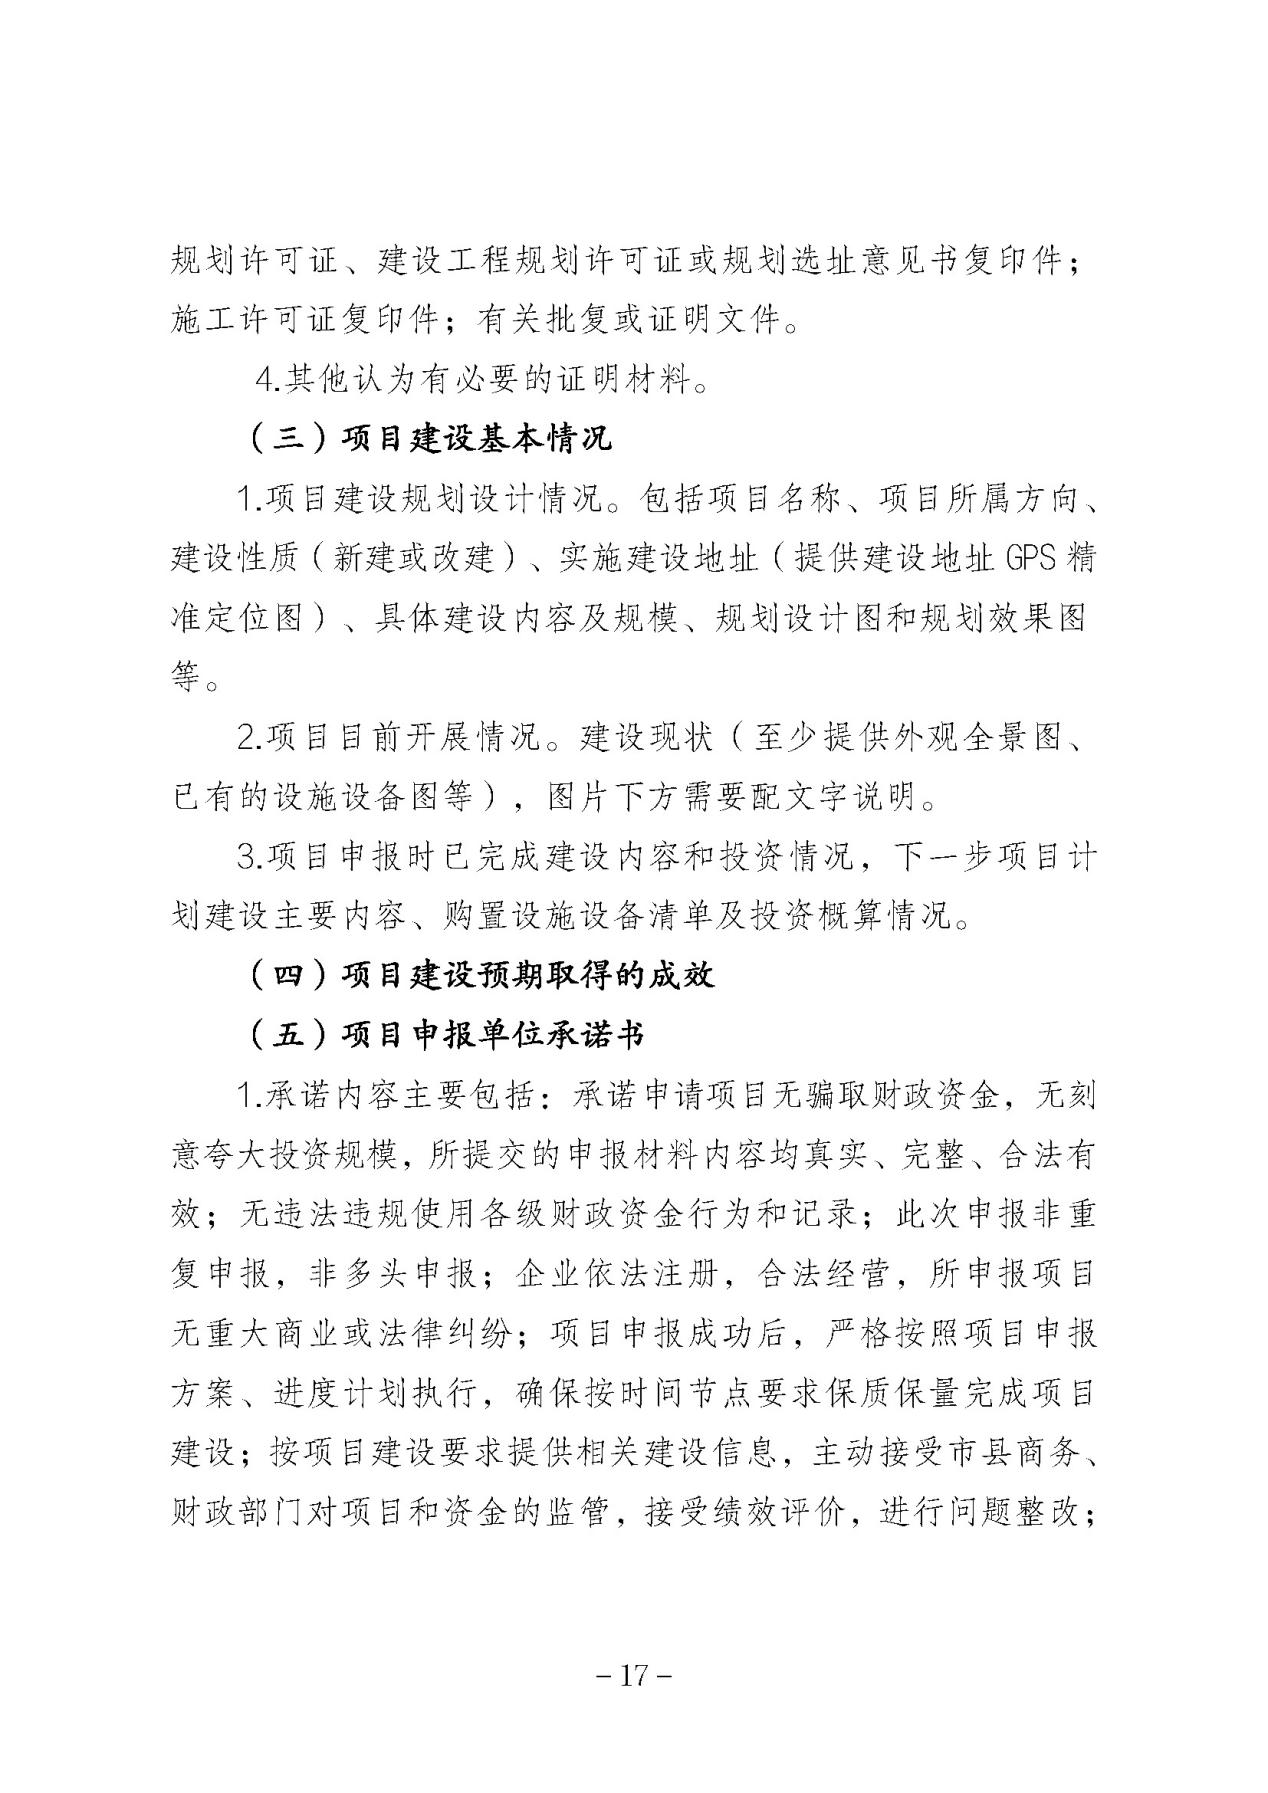 规划许可证、建设工程规划许可证或规划选址意见书复印件；
施工许可证复印件；有关批复或证明文件。
4.其他认为有必要的证明材料。
（三）项目建设基本情况
1.项目建设规划设计情况。包括项目名称、项目所属方向、
建设性质（新建或改建）、实施建设地址（提供建设地址 GPS 精
准定位图）、具体建设内容及规模、规划设计图和规划效果图
等。
2.项目目前开展情况。建设现状（至少提供外观全景图、
已有的设施设备图等），图片下方需要配文字说明。
3.项目申报时已完成建设内容和投资情况，下一步项目计
划建设主要内容、购置设施设备清单及投资概算情况。
（四）项目建设预期取得的成效
（五）项目申报单位承诺书
1.承诺内容主要包括：承诺申请项目无骗取财政资金，无刻
意夸大投资规模，所提交的申报材料内容均真实、完整、合法有
效；无违法违规使用各级财政资金行为和记录；此次申报非重
复申报，非多头申报；企业依法注册，合法经营，所申报项目
无重大商业或法律纠纷；项目申报成功后，严格按照项目申报
方案、进度计划执行，确保按时间节点要求保质保量完成项目
建设；按项目建设要求提供相关建设信息，主动接受市县商务、
财政部门对项目和资金的监管，接受绩效评价，进行问题整改；
－17－